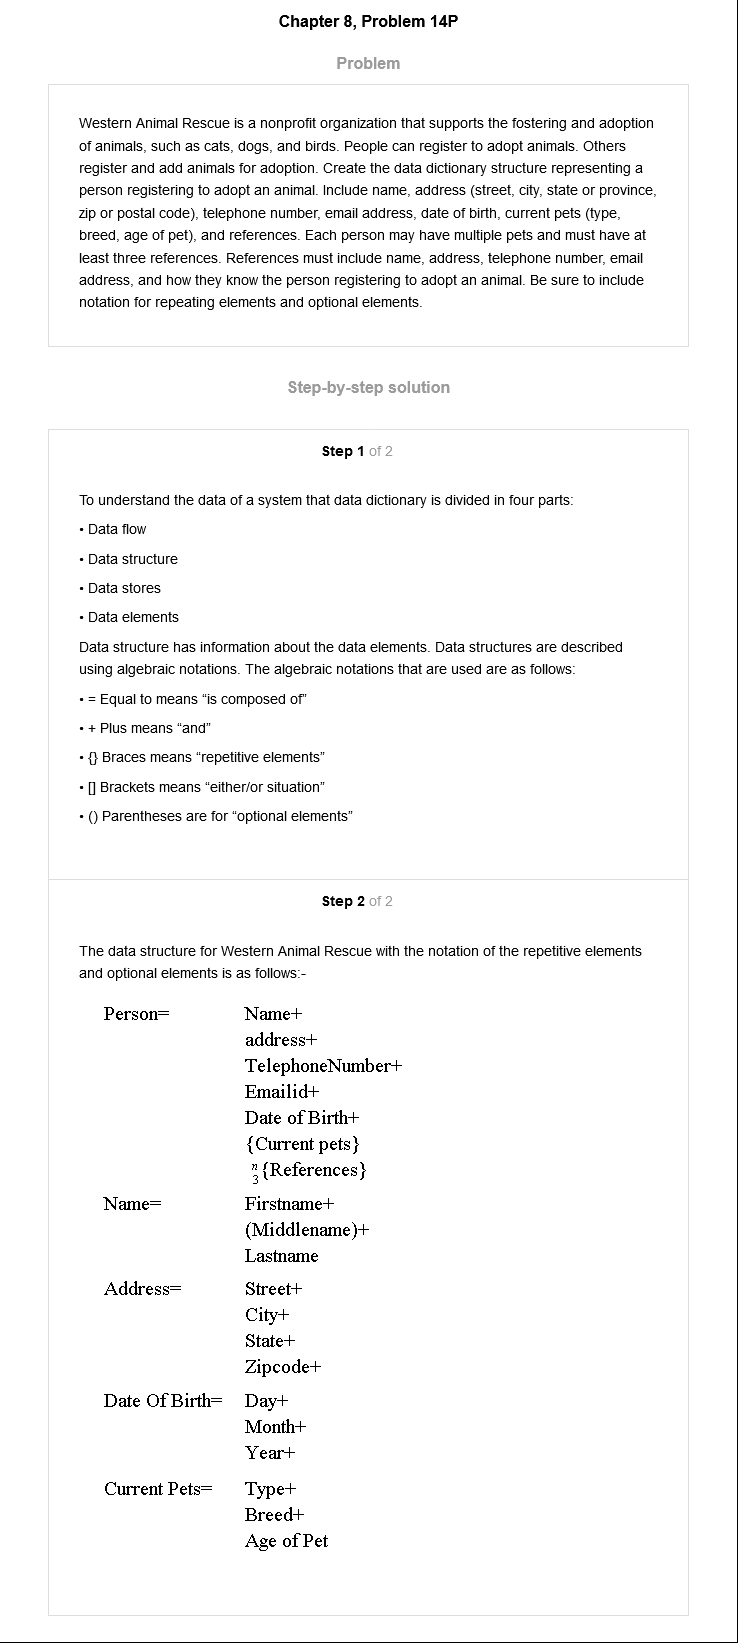 Chapter 8, Problem 14P
Problem
Western Animal Rescue is a nonprofit organization that supports the fostering and adoption
of animals, such as cats, dogs, and birds. People can register to adopt animals. Others
register and add animals for adoption. Create the data dictionary structure representing a
person registering to adopt an animal. Include name, address (street, city, state or province,
zip or postal code), telephone number, email address, date of birth, current pets (type,
breed, age of pet), and references. Each person may have multiple pets and must have at
least three references. References must include name, address, telephone number, email
address, and how they know the person registering to adopt an animal. Be sure to include
notation for repeating elements and optional elements.
Step-by-step solution
Step 1 of 2
To understand the data of a system that data dictionary is divided in four parts:
• Data flow
• Data structure
• Data stores
• Data elements
Data structure has information about the data elements. Data structures are described
using algebraic notations. The algebraic notations that are used are as follows:
• = Equal to means “is composed of”
• + Plus means “and”
• {} Braces means “repetitive elements”
• [] Brackets means “either/or situation”
• () Parentheses are for “optional elements”
Step 2 of 2
The data structure for Western Animal Rescue with the notation of the repetitive elements
and optional elements is as follows:-
Person= Name+
address+
TelephoneNumber+
Emailid+
Date of Birth+
{Current pets}
n 3 {References}
Name= Firstname+
(Middlename)+
Lastname
Address= Street+
City+
State+
Zipcode+
Date Of Birth= Day+
Month+
Year+
Current Pets= Type+
Breed+
Age of Pet